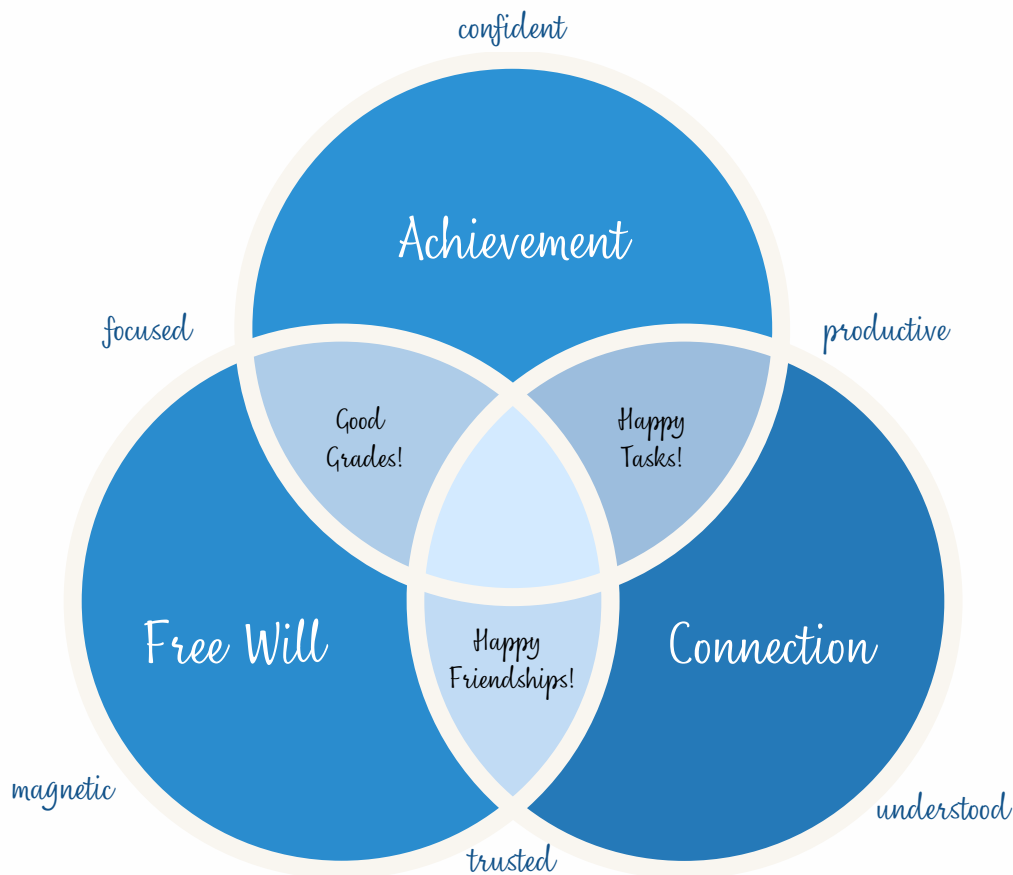 confident
Achievement
focused
productive
Good
Grades!
Happy
Tasks!
Free Will
Connection
Happy
Friendships!
magnetic
understood
trusted